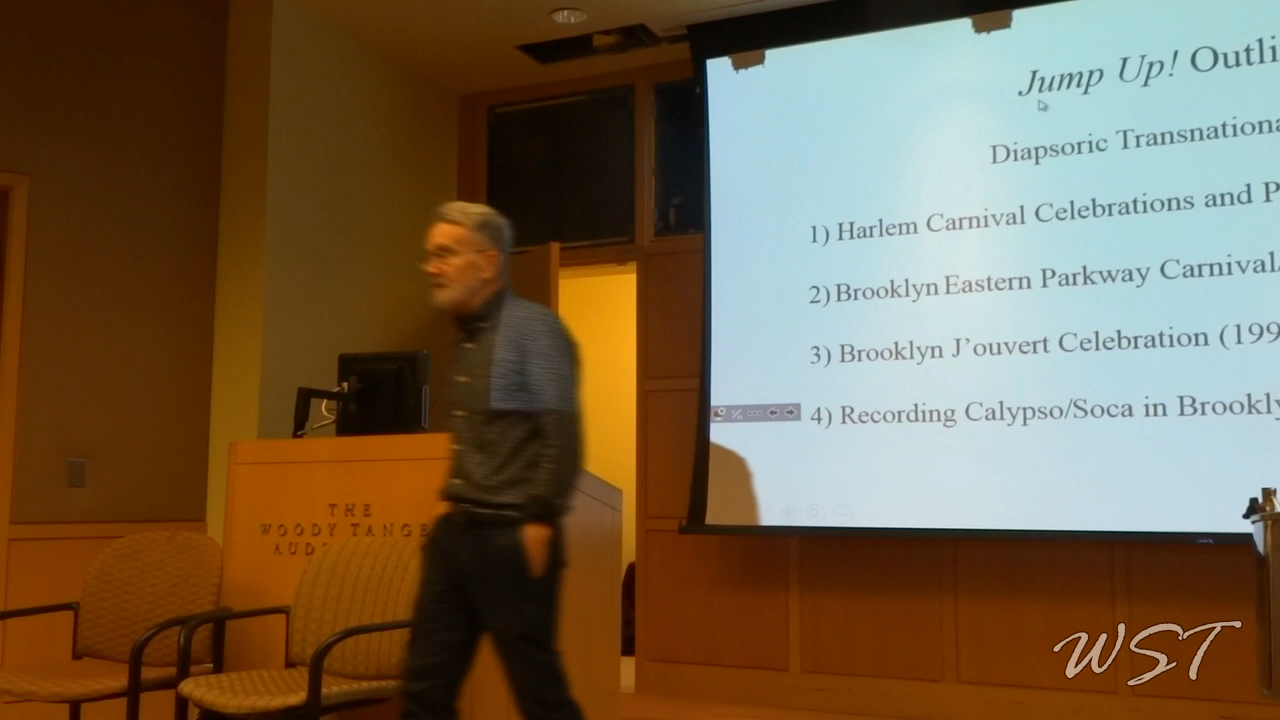 Jump Up! Outli
Diapsoric Transnationa
1) Harlem Carnival Celebrations and P
2) Brooklyn Eastern Parkway Carnival/
3) Brooklyn J'ouvert Celebration (199
4) Recording Calypso/Soca in Brookly
THE
WOODY TANGE
AUD
WST